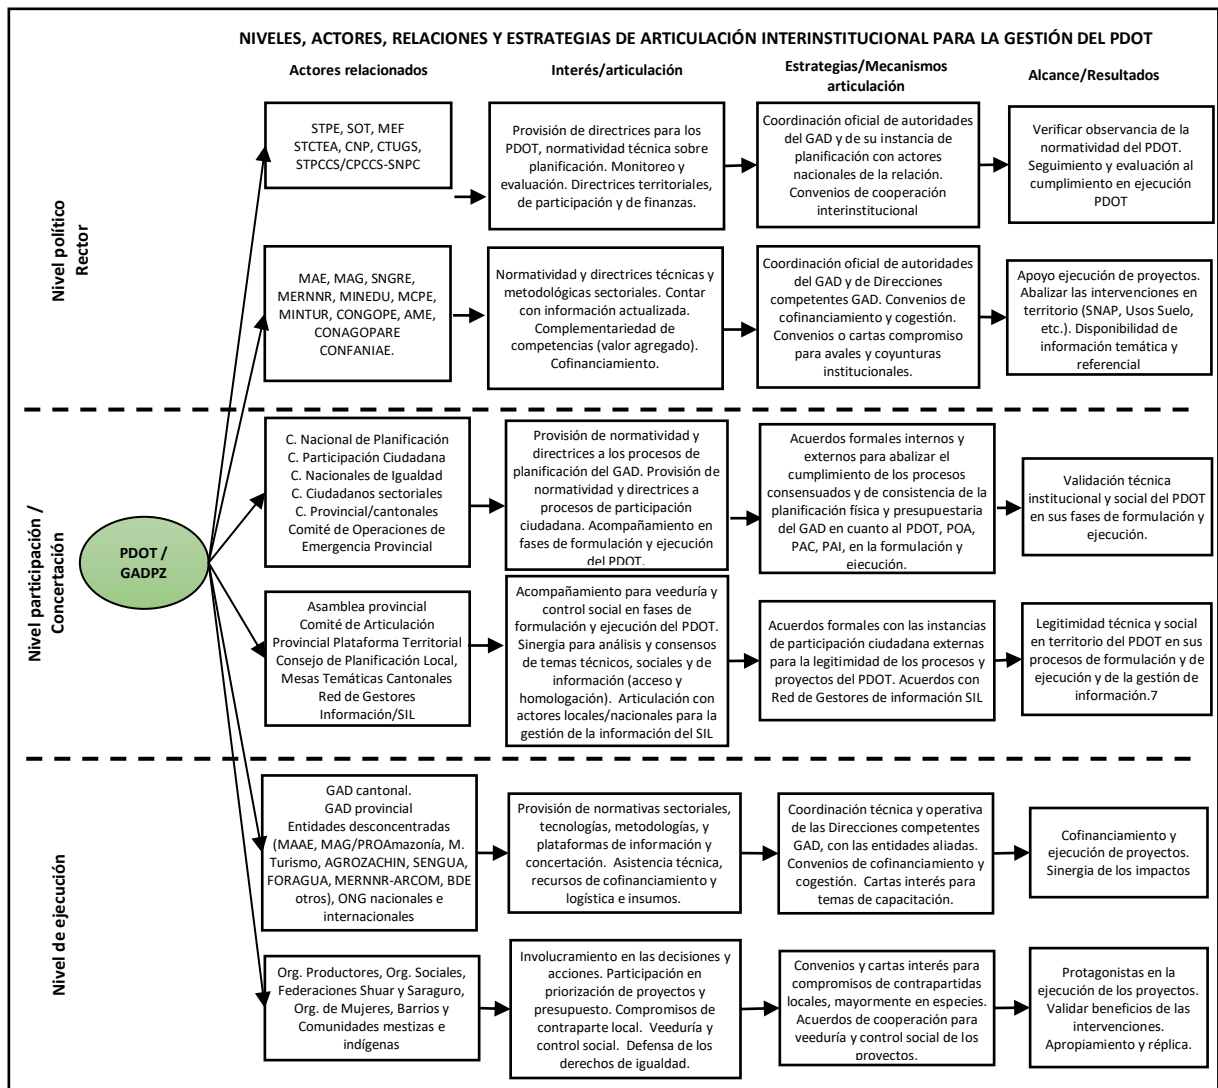 NIVELES, ACTORES, RELACIONES Y ESTRATEGIAS DE ARTICULACIÓN INTERINSTITUCIONAL PARA LA GESTIÓN DEL PDOT
Actores relacionados
Interés/articulación
Estrategias/Mecanismos
articulación
Alcance/Resultados
Nivel político
Rector
STPE, SOT, MEF
STCTEA, CNP, CTUGS,
STPCCS/CPCCS-SNPC
Provisión de directrices para los
PDOT, normatividad técnica sobre
planificación. Monitoreo y
evaluación. Directrices territoriales,
de participación y de finanzas.
Coordinación oficial de autoridades
del GAD y de su instancia de
planificación con actores
nacionales de la relación.
Convenios de cooperación
interinstitucional
Verificar observancia de la
normatividad del PDOT.
Seguimiento y evaluación al
cumplimiento en ejecución
PDOT
MAE, MAG, SNGRE,
MERNNR, MINEDU, MCPE,
MINTUR, CONGOPE, AME,
CONAGOPARE
CONFANIAE.
Normatividad y directrices técnicas y
metodológicas sectoriales. Contar
con información actualizada.
Complementariedad de
competencias (valor agregado).
Cofinanciamiento.
Coordinación oficial de autoridades
del GAD y de Direcciones
competentes GAD. Convenios de
cofinanciamiento y cogestión.
Convenios o cartas compromiso
para avales y coyunturas
institucionales.
Apoyo ejecución de proyectos.
Abalizar las intervenciones en
territorio (SNAP, Usos Suelo,
etc.). Disponibilidad de
información temática y
referencial
PDOT /
GADPZ
Nivel participación /
Concertación
C. Nacional de Planificación
C. Participación Ciudadana
C. Nacionales de Igualdad
C. Ciudadanos sectoriales
C. Provincial/cantonales
Comité de Operaciones de
Emergencia Provincial
Provisión de normatividad y
directrices a los procesos de
planificación del GAD. Provisión de
normatividad y directrices a
procesos de participación
ciudadana. Acompañamiento en
fases de formulación y ejecución
del PDOT.
Acuerdos formales internos y
externos para abalizar el
cumplimiento de los procesos
consensuados y de consistencia de la
planificación física y presupuestaria
del GAD en cuanto al PDOT, POA,
PAC, PAI, en la formulación y
ejecución.
Validación técnica
institucional y social del PDOT
en sus fases de formulación y
ejecución.
Asamblea provincial
Comité de Articulación
Provincial Plataforma Territorial
Consejo de Planificación Local,
Mesas Temáticas Cantonales
Red de Gestores
Información/SIL
Acompañamiento para veeduría y
control social en fases de
formulación y ejecución del PDOT.
Sinergia para análisis y consensos
de temas técnicos, sociales y de
información (acceso y
homologación). Articulación con
actores locales/nacionales para la
gestión de la información del SIL
Acuerdos formales con las instancias
de participación ciudadana externas
para la legitimidad de los procesos y
proyectos del PDOT. Acuerdos con
Red de Gestores de información SIL
Legitimidad técnica y social
en territorio del PDOT en sus
procesos de formulación y de
ejecución y de la gestión de
información.7
Nivel de ejecución
GAD cantonal.
GAD provincial
Entidades desconcentradas
(MAAE, MAG/PROAmazonía, M.
Turismo, AGROZACHIN, SENGUA,
FORAGUA, MERNNR-ARCOM, BDE
otros), ONG nacionales e
internacionales
Provisión de normativas sectoriales,
tecnologías, metodologías, y
plataformas de información y
concertación. Asistencia técnica,
recursos de cofinanciamiento y
logística e insumos.
Coordinación técnica y operativa
de las Direcciones competentes
GAD, con las entidades aliadas.
Convenios de cofinanciamiento y
cogestión. Cartas interés para
temas de capacitación.
Cofinanciamiento y
ejecución de proyectos.
Sinergia de los impactos
Org. Productores, Org. Sociales,
Federaciones Shuar y Saraguro,
Org. de Mujeres, Barrios y
Comunidades mestizas e
indígenas
Involucramiento en las decisiones y
acciones. Participación en
priorización de proyectos y
presupuesto. Compromisos de
contraparte local. Veeduría y
control social. Defensa de los
derechos de igualdad.
Convenios y cartas interés para
compromisos de contrapartidas
locales, mayormente en especies.
Acuerdos de cooperación para
veeduría y control social de los
proyectos.
Protagonistas en la
ejecución de los proyectos.
Validar beneficios de las
intervenciones.
Apropiamiento y réplica.